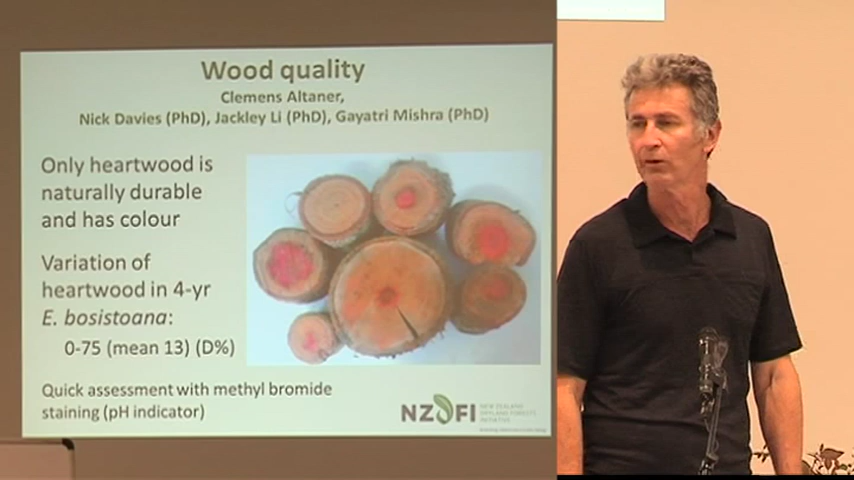 Wood quality
Clemens Altaner,
Nick Davies (PhD), Jackley Li (PhD), Gayatri Mishra (PhD)
Only heartwood is
naturally durable
and has colour
Variation of
heartwood in 4-yr
E. bosistoana:
0-75 (mean 13) (D%)
Quick assessment with methyl bromide
staining (pH indicator)
NZDFI
NEW ZEALAND
DRYLAND FORESTS
INITIATIVE